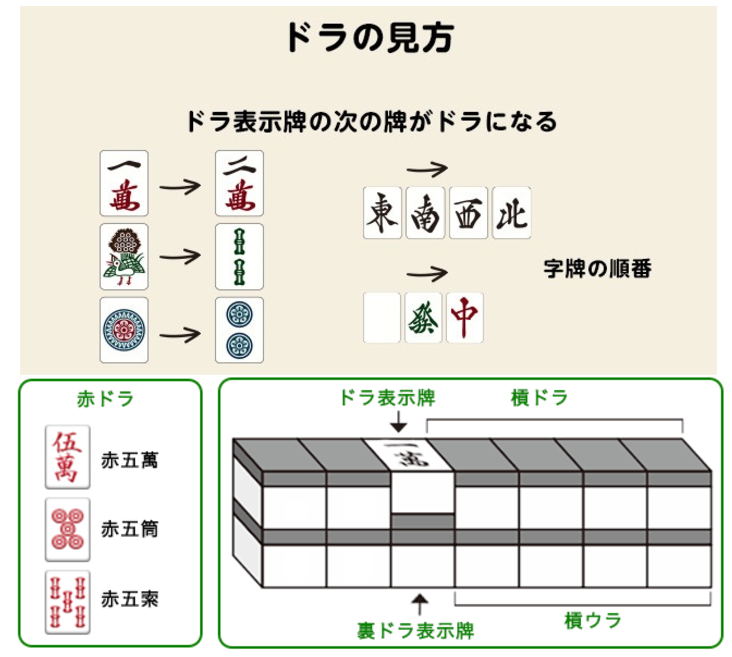 ドラの見方
ドラ表示牌の次の牌がドラになる
一萬
二萬
東南西北
字牌の順番
發中
赤ドラ
伍萬
赤五萬
赤五筒
赤五索
ドラ表示牌
槓ドラ
一萬
裏ドラ表示牌
槓ウラ